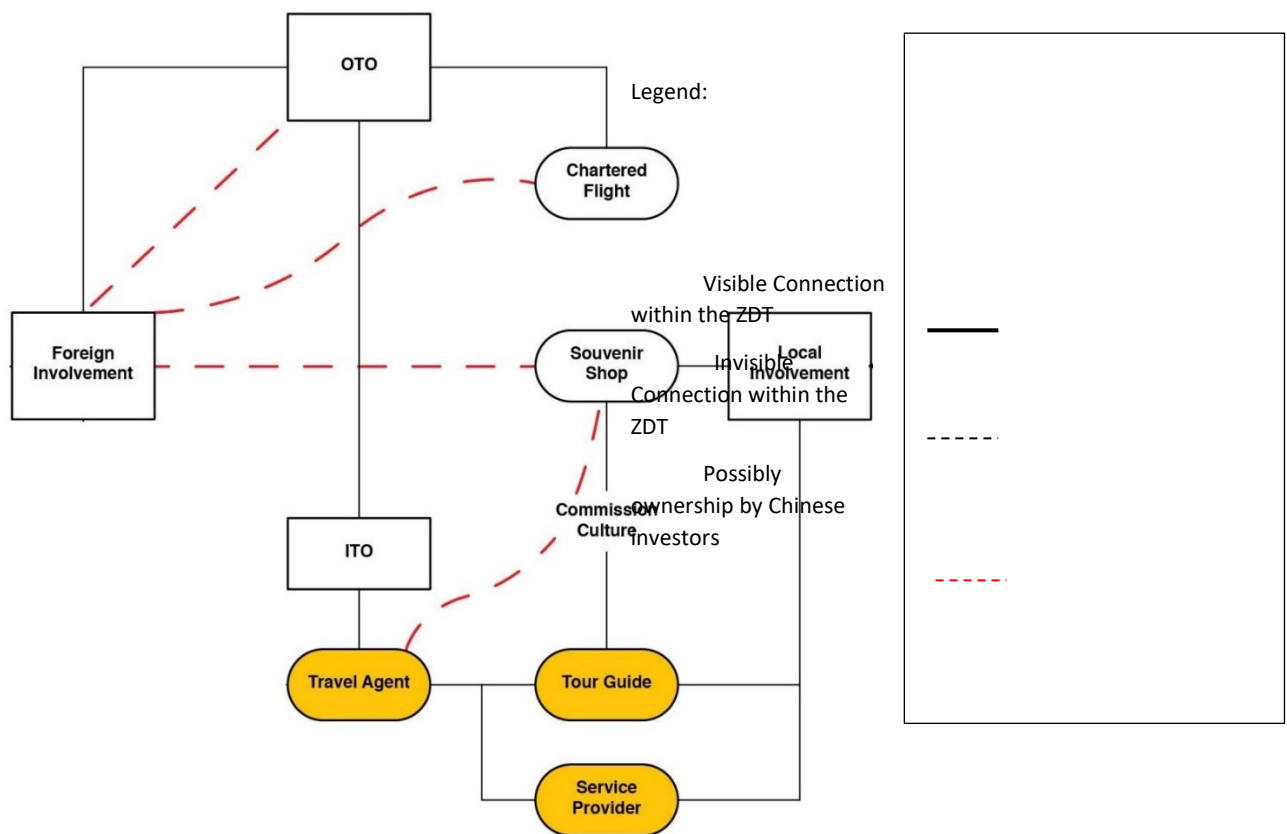 OTO
Legend:
Chartered
Flight
Visible Connection
within the ZDT
Foreign
Involvement
Souvenir
Shop
Local
Involvement
Invisible
Connection within the
ZDT
Possibly
ownership by Chinese
investors
Commission
Culture
ITO
Travel Agent
Tour Guide
Service
Provider